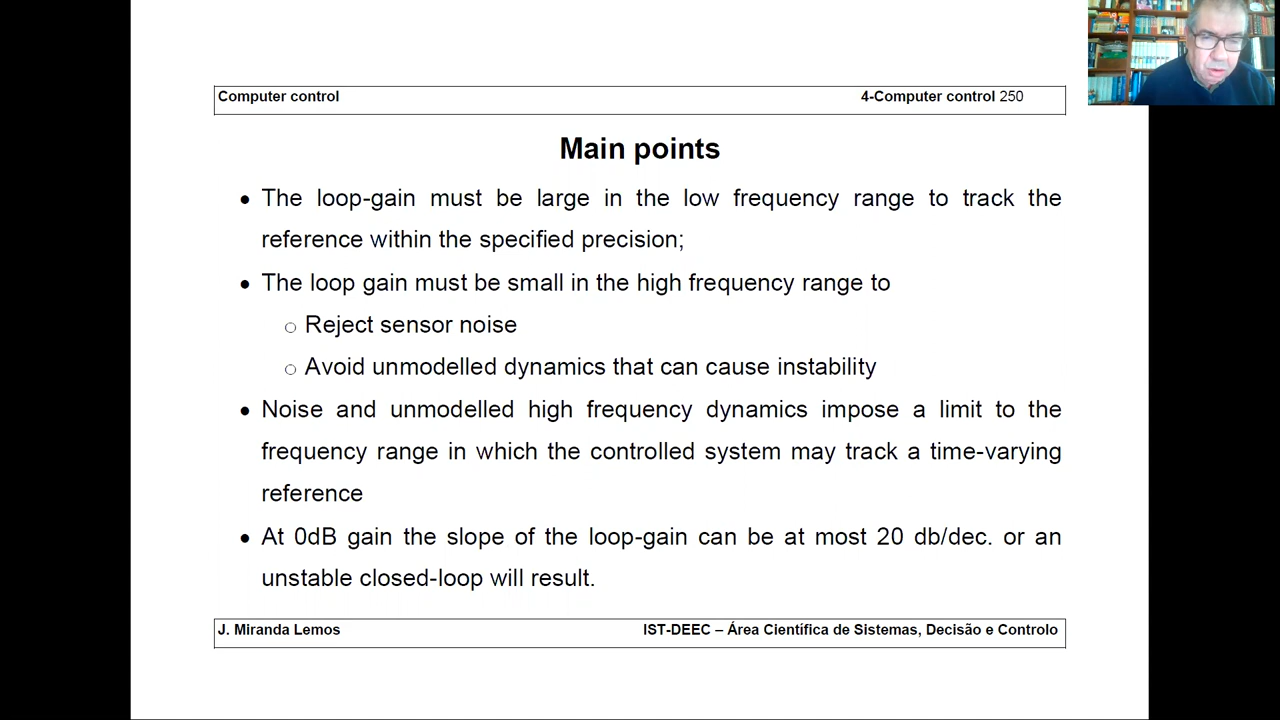 Computer control
4-Computer control 250
Main points
• The loop-gain must be large in the low frequency range to track the
reference within the specified precision;
• The loop gain must be small in the high frequency range to
○ Reject sensor noise
○ Avoid unmodelled dynamics that can cause instability
• Noise and unmodelled high frequency dynamics impose a limit to the
frequency range in which the controlled system may track a time-varying
reference
• At 0dB gain the slope of the loop-gain can be at most 20 db/dec. or an
unstable closed-loop will result.
J. Miranda Lemos
IST-DEEC – Área Científica de Sistemas, Decisão e Controlo